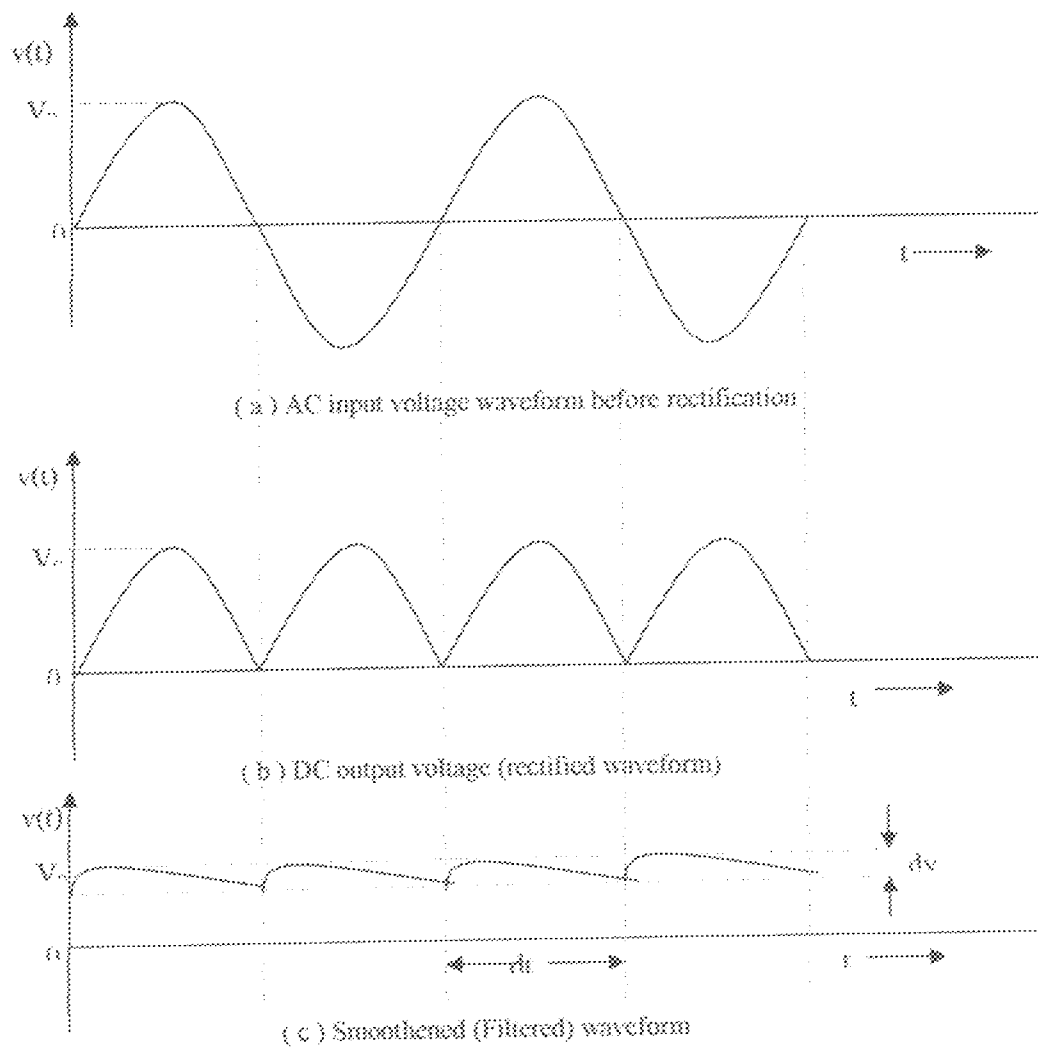 v(t)
V
0
t
( a ) AC input voltage waveform before rectification
v(t)
V
0
t
( b ) DC output voltage (rectified waveform)
v(t)
V
dv
0
dt
t
( c ) Smoothened (Filtered) waveform